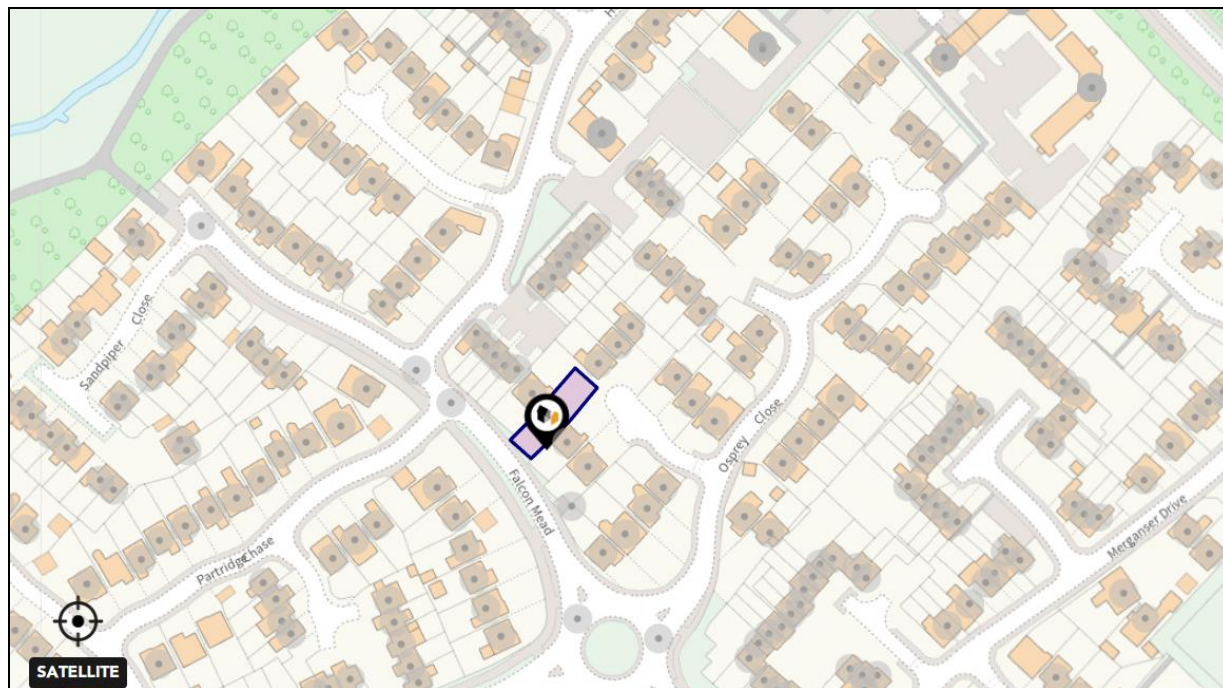 Sandpiper Close
Osprey Close
Falcon Mead
Partridge Chase
Merganser Drive
SATELLITE